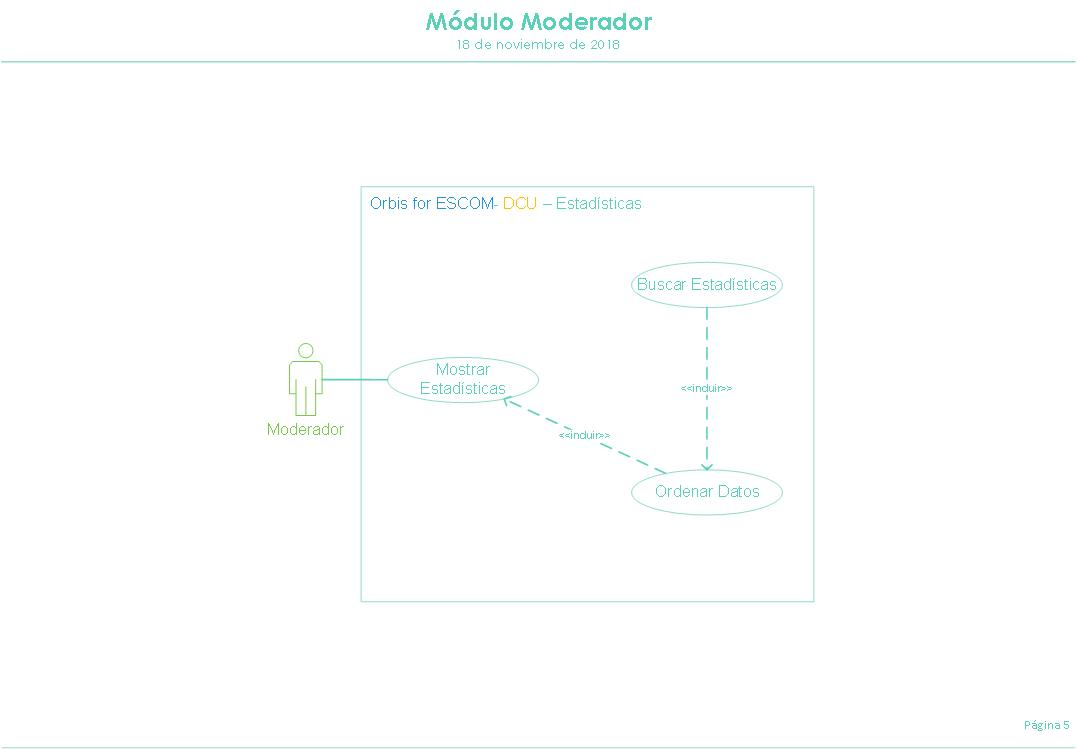 Módulo Moderador
18 de noviembre de 2018
Orbis for ESCOM- DCU – Estadísticas
Buscar Estadísticas
Mostrar
Estadísticas
<<incluir>>
Moderador
<<incluir>>
Ordenar Datos
Página 5